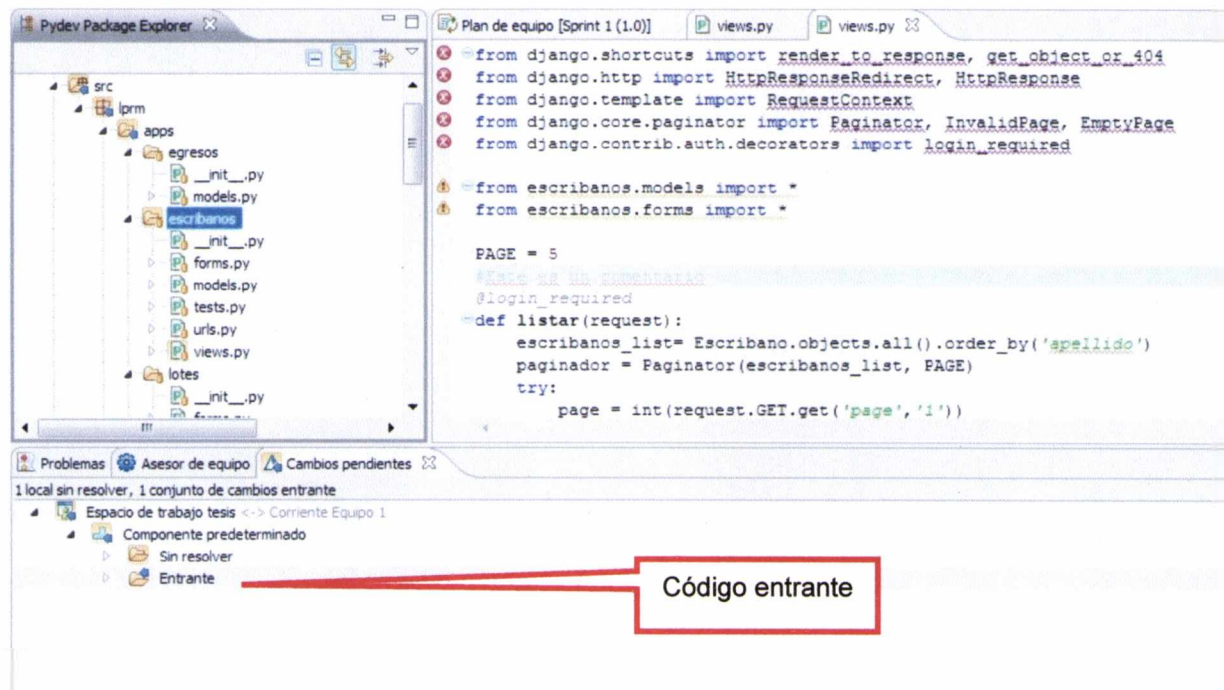 Pydev Package Explorer
src
lprm
apps
egresos
__init__.py
models.py
escribanos
__init__.py
forms.py
models.py
tests.py
urls.py
views.py
lotes
__init__.py
Plan de equipo [Sprint 1 (1.0)]
views.py
views.py
from django.shortcuts import render_to_response, get_object_or_404
from django.http import HttpResponseRedirect, HttpResponse
from django.template import RequestContext
from django.core.paginator import Paginator, InvalidPage, EmptyPage
from django.contrib.auth.decorators import login_required
from escribanos.models import *
from escribanos.forms import *
PAGE = 5
#Este es un comentario
@login_required
def listar(request):
escribanos_list= Escribano.objects.all().order_by('apellido')
paginador = Paginator(escribanos_list, PAGE)
try:
page = int(request.GET.get('page','1'))
Problemas
Asesor de equipo
Cambios pendientes
1 local sin resolver, 1 conjunto de cambios entrante
Espacio de trabajo tesis <-> Corriente Equipo 1
Componente predeterminado
Sin resolver
Entrante
Código entrante